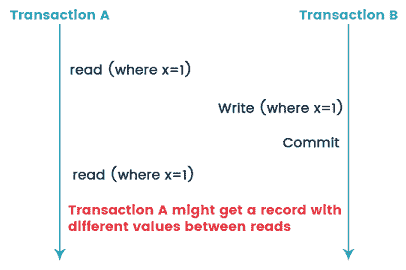 Transaction A
Transaction B
read (where x=1)
Write (where x=1)
Commit
read (where x=1)
Transaction A might get a record with
different values between reads